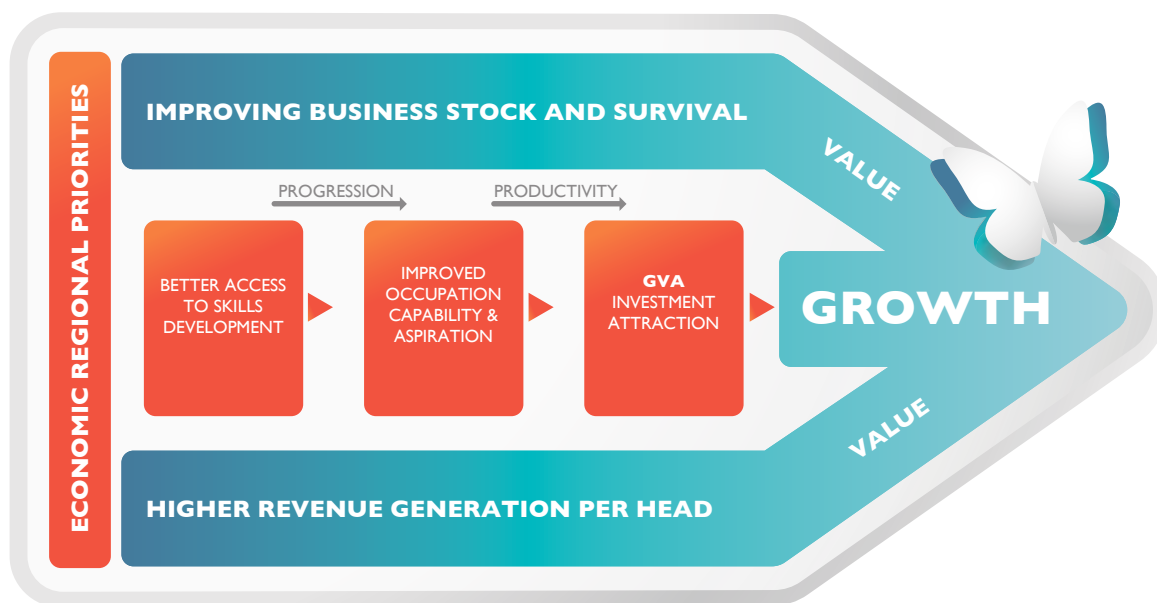 ECONOMIC REGIONAL PRIORITIES
IMPROVING BUSINESS STOCK AND SURVIVAL
VALUE
PROGRESSION
PRODUCTIVITY
BETTER ACCESS
TO SKILLS
DEVELOPMENT
IMPROVED
OCCUPATION
CAPABILITY &
ASPIRATION
GVA
INVESTMENT
ATTRACTION
GROWTH
VALUE
HIGHER REVENUE GENERATION PER HEAD